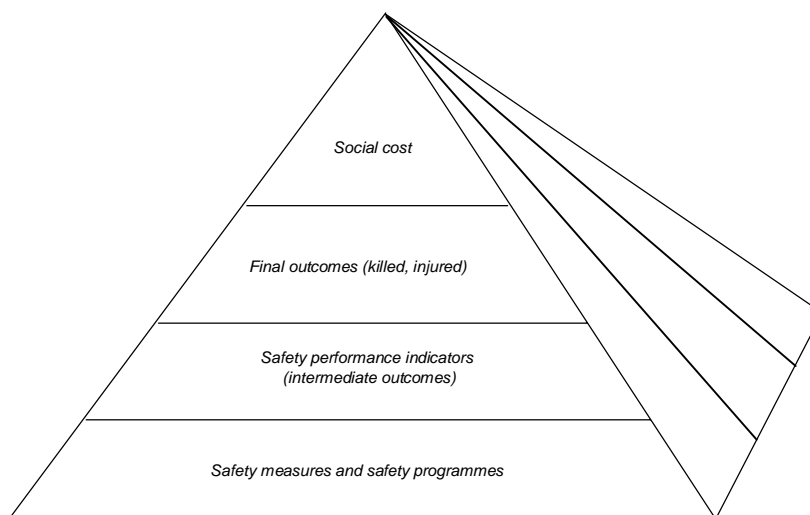 Social cost
Final outcomes (killed, injured)
Safety performance indicators
(intermediate outcomes)
Safety measures and safety programmes